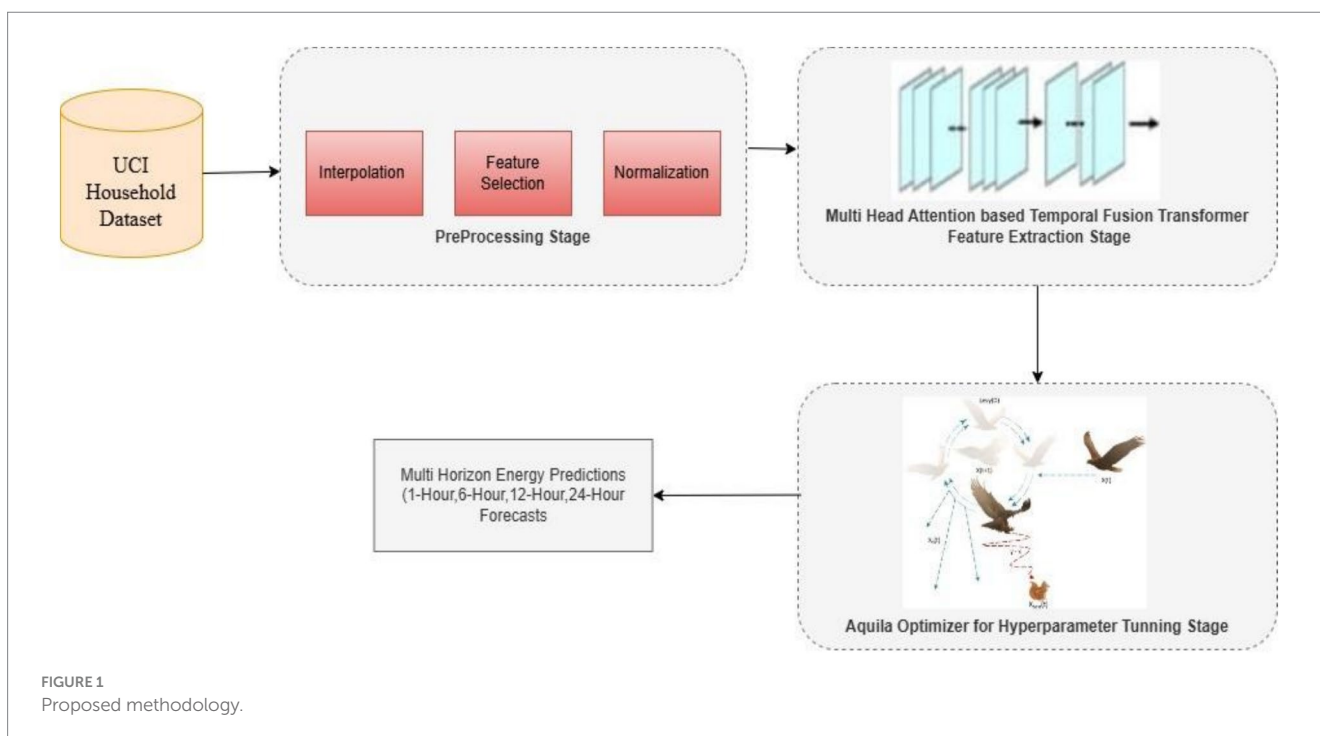 UCI
Household
Dataset
Interpolation
Feature
Selection
Normalization
PreProcessing Stage
Multi Head Attention based Temporal Fusion Transformer
Feature Extraction Stage
X(t+1)
X(t)
Aquila Optimizer for Hyperparameter Tunning Stage
Multi Horizon Energy Predictions
(1-Hour,6-Hour,12-Hour,24-Hour
Forecasts
FIGURE 1
Proposed methodology.